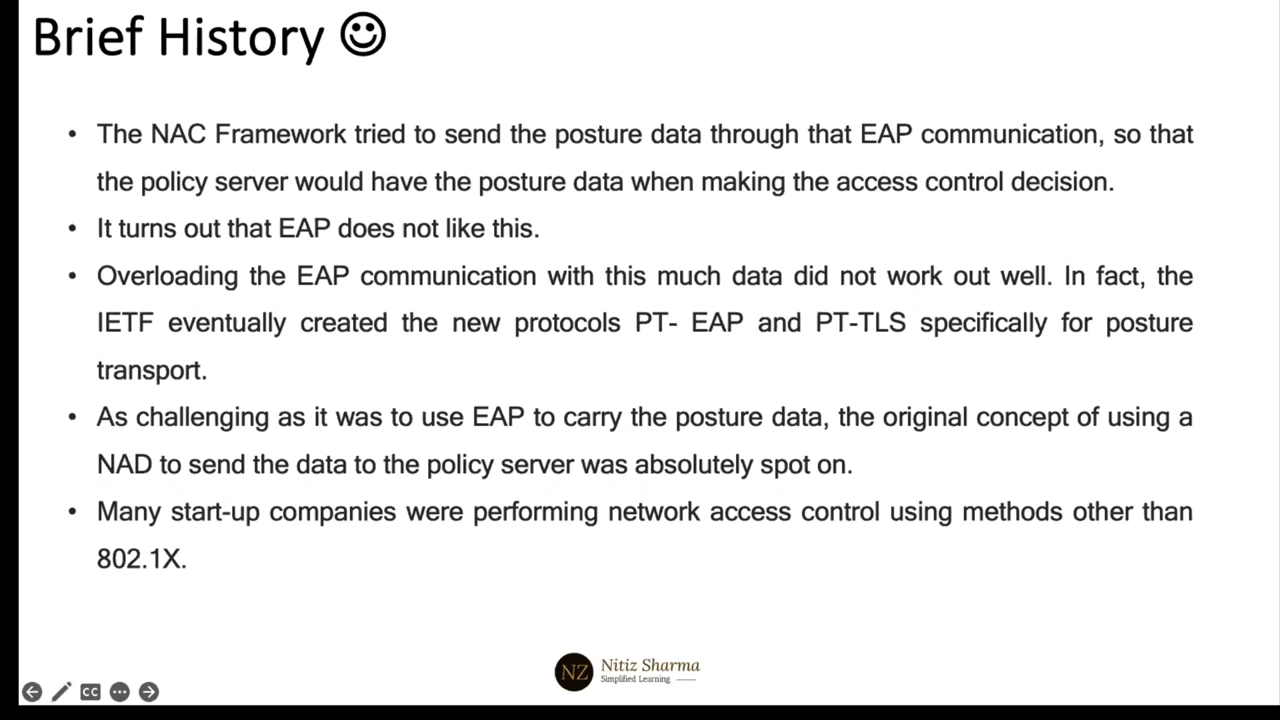 Brief History ☺
• The NAC Framework tried to send the posture data through that EAP communication, so that
the policy server would have the posture data when making the access control decision.
• It turns out that EAP does not like this.
• Overloading the EAP communication with this much data did not work out well. In fact, the
IETF eventually created the new protocols PT- EAP and PT-TLS specifically for posture
transport.
• As challenging as it was to use EAP to carry the posture data, the original concept of using a
NAD to send the data to the policy server was absolutely spot on.
• Many start-up companies were performing network access control using methods other than
802.1X.
NZ
Nitiz Sharma
Simplified Learning
CC